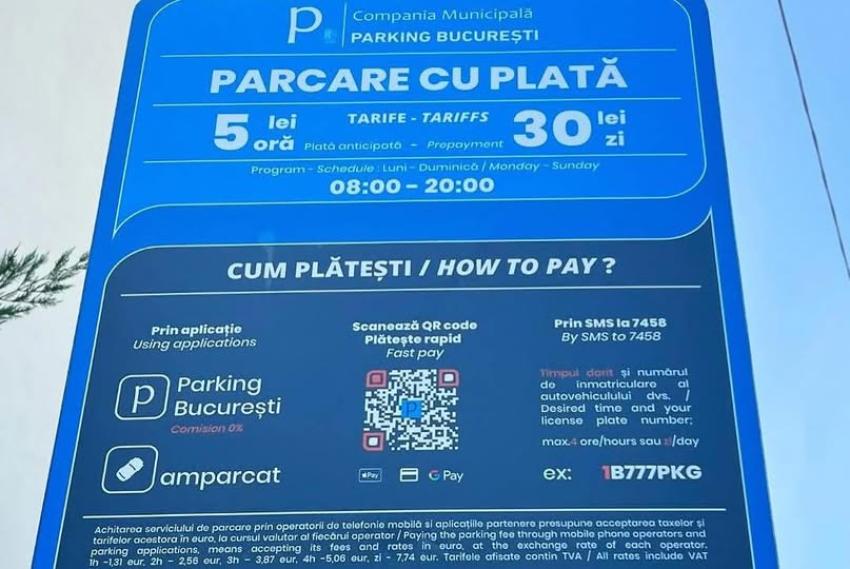 p
Compania Municipală
PARKING BUCUREȘTI
PARCARE CU PLATĂ
5 lei oră
TARIFE - TARIFFS
Plată anticipată - Prepayment
30 lei zi
Program - Schedule : Luni - Duminică / Monday - Sunday
08:00 - 20:00
CUM PLĂTEȘTI / HOW TO PAY ?
Prin aplicație
Using applications
p Parking
București
Comision 0%
amparcat
Scanează QR code
Plătește rapid
Fast pay
P
Pay
G Pay
Prin SMS la 7458
By SMS to 7458
Timpul dorit și numărul
de inmatriculare al
autovehiculului dvs. /
Desired time and your
license plate number;
max.4 ore/hours sau zi/day
ex: 1B777PKG
Achitarea serviciului de parcare prin operatorii de telefonie mobilă si aplicațiile partenere presupune acceptarea taxelor și
tarifelor acestora în euro, la cursul valutar al fiecărui operator / Paying the parking fee through mobile phone operators and
parking applications, means accepting its fees and rates in euro, at the exchange rate of each operator.
1h -1,31 eur, 2h - 2,56 eur, 3h - 3,87 eur, 4h -5,06 eur, zi - 7,74 eur. Tarifele afisate contin TVA / All rates include VAT